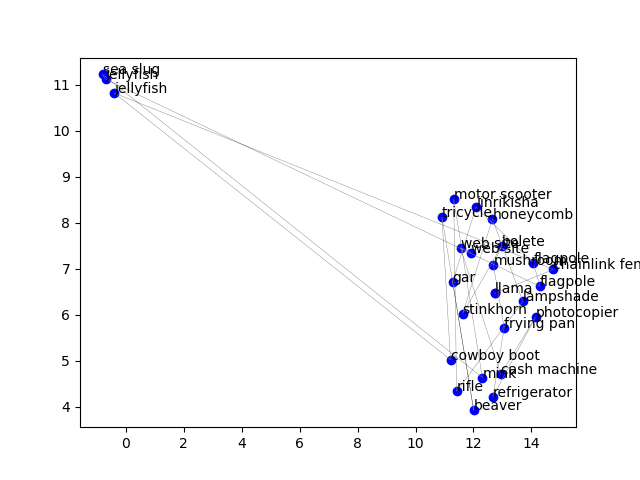 sea slug
jellyfish
jellyfish
motor scooter
jinrikisha
tricycle
honeycomb
bolete
web site
web site
mushroom
flagpole
chainlink fen
gar
flagpole
llama
lampshade
stinkhorn
photocopier
frying pan
cowboy boot
mink
cash machine
rifle
refrigerator
beaver
11
10
9
8
7
6
5
4
0
2
4
6
8
10
12
14